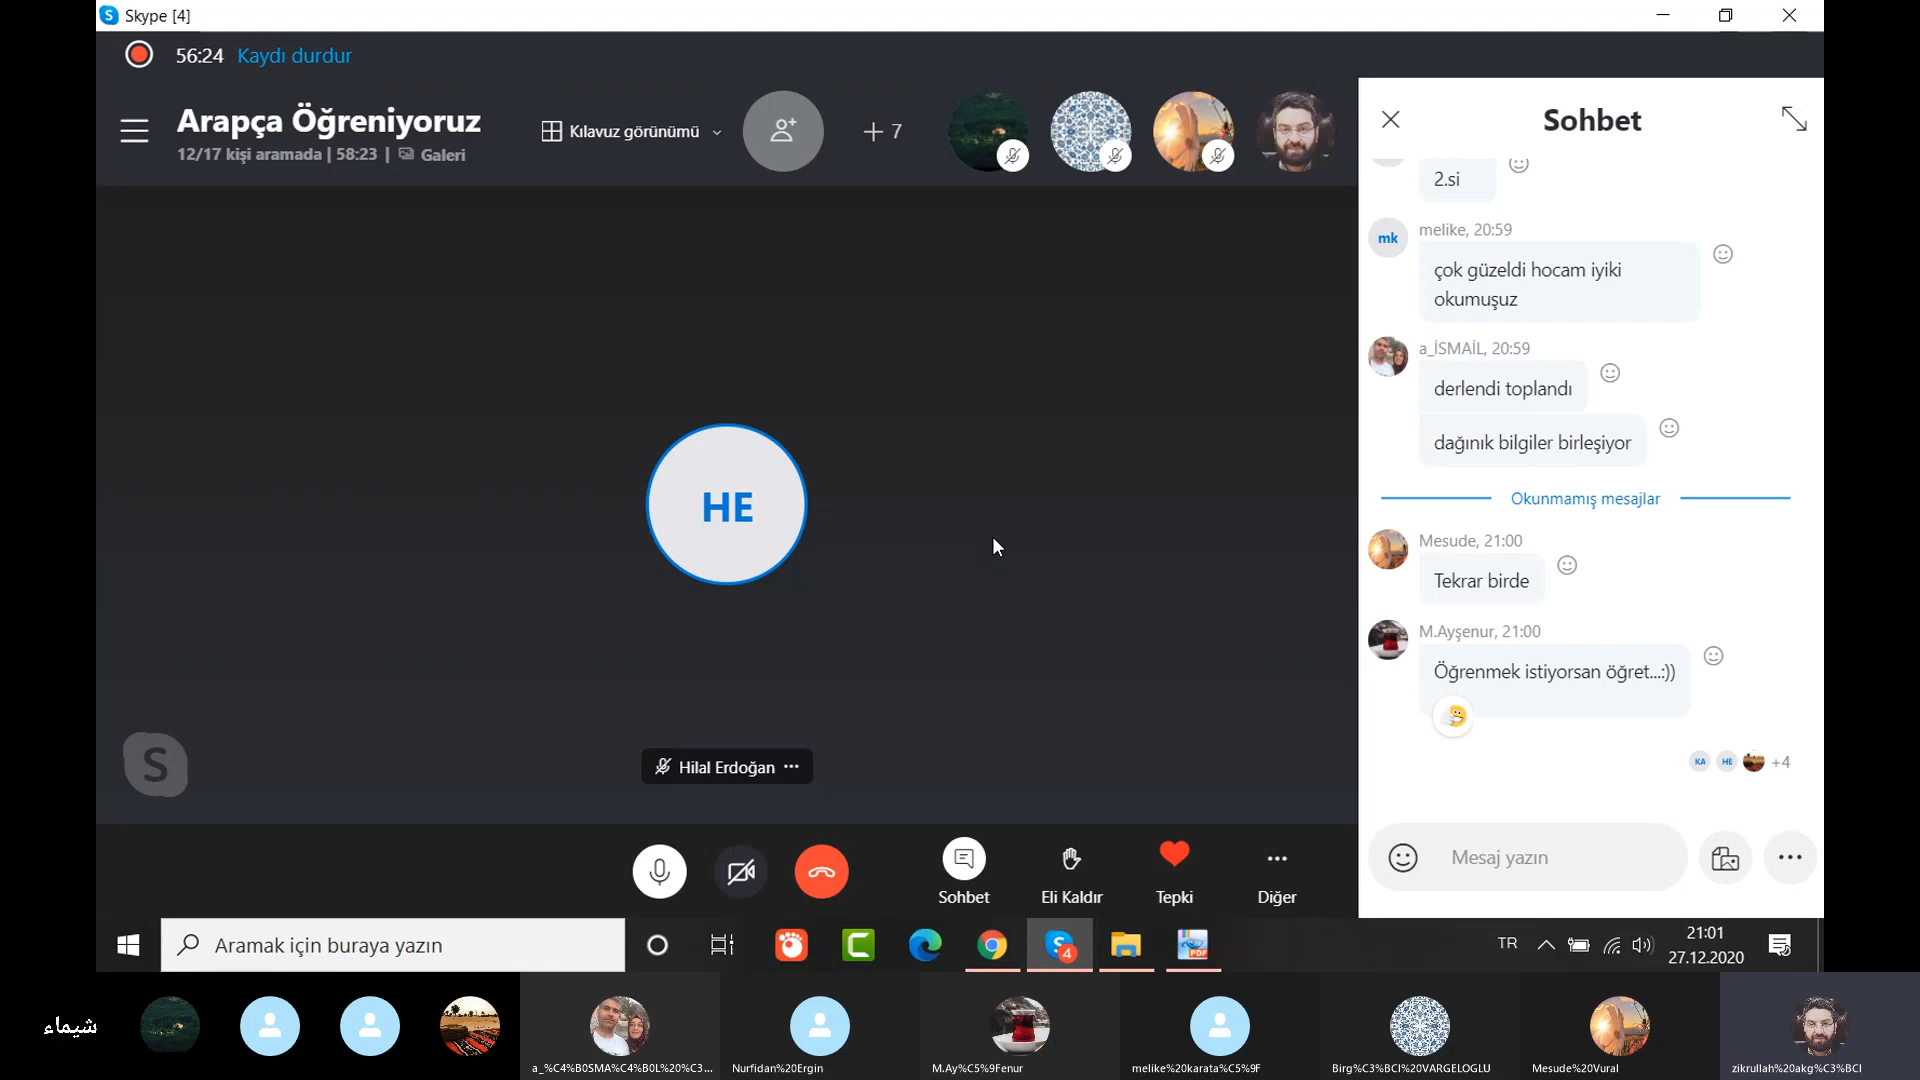 Skype [4]
56:24 Kaydı durdur
Arapça Öğreniyoruz
12/17 kişi aramada | 58:23 | Galeri
Kılavuz görünümü
+ 7
Sohbet
2.si
melike, 20:59
mk
çok güzeldi hocam iyiki
okumuşuz
a_İSMAİL, 20:59
derlendi toplandı
dağınık bilgiler birleşiyor
Okunmamış mesajlar
Mesude, 21:00
Tekrar birde
M.Ayşenur, 21:00
Öğrenmek istiyorsan öğret...:))
KA HE +4
Mesaj yazın
HE
S
Hilal Erdoğan
Sohbet
Eli Kaldır
Tepki
Diğer
Aramak için buraya yazın
4
PDF
TR
21:01
27.12.2020
شيماء
a_%C4%B0SMA%C4%B0L%20%C3...
Nurfidan%20Ergin
M.Ay%C5%9Fenur
melike%20karata%C5%9F
Birg%C3%BCl%20VARGELOGLU
Mesude%20Vural
zikrullah%20akg%C3%BCl